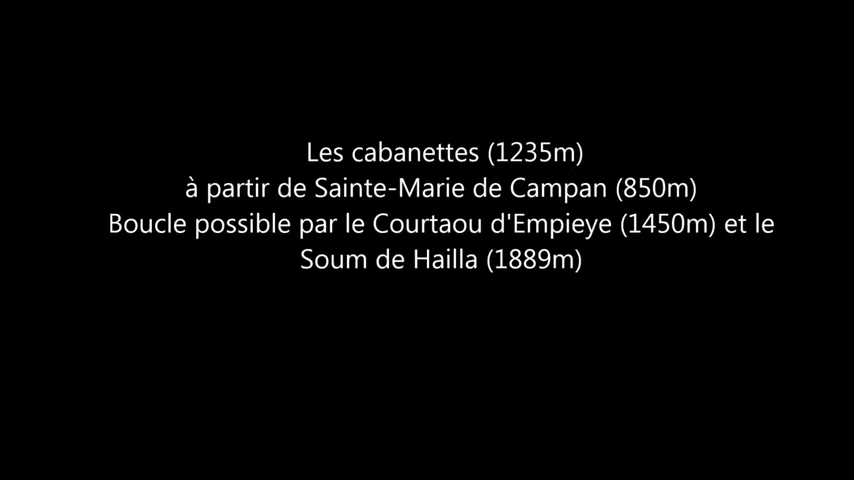 Les cabanettes (1235m)
à partir de Sainte-Marie de Campan (850m)
Boucle possible par le Courtaou d'Empieye (1450m) et le
Soum de Hailla (1889m)